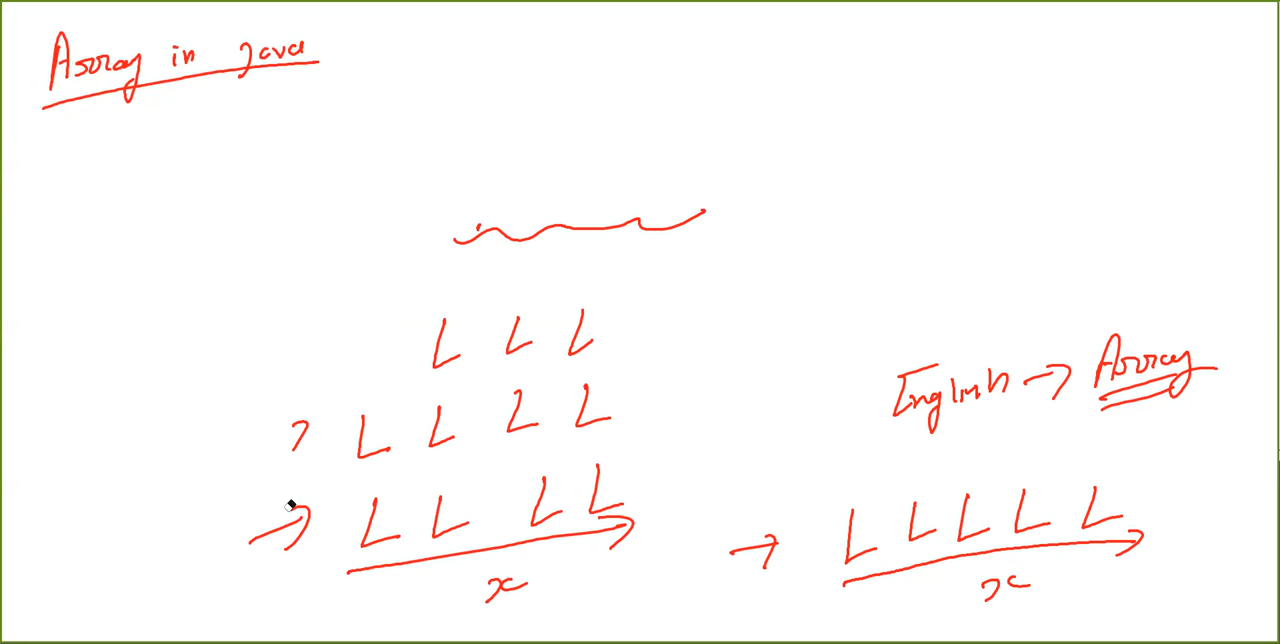 Array in Java
L L L
L L L L
L L L L
x
English → Array
L L L L L
x